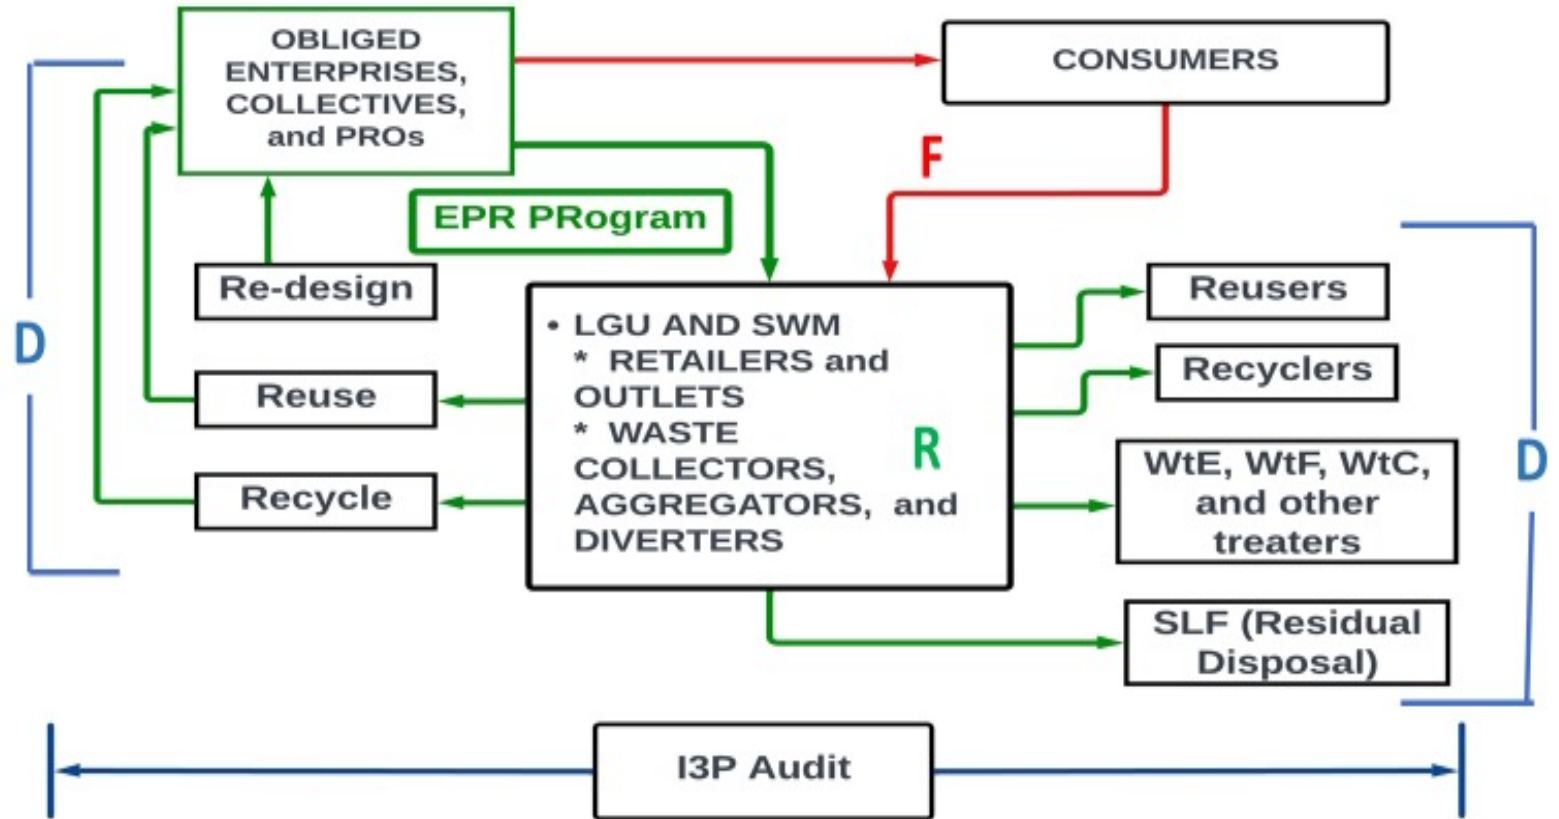 OBLIGED
ENTERPRISES,
COLLECTIVES,
and PROs
CONSUMERS
F
EPR PRogram
Re-design
Reuse
Recycle
D
• LGU AND SWM
* RETAILERS and
OUTLETS
* WASTE
COLLECTORS,
AGGREGATORS, and
DIVERTERS
R
Reusers
Recyclers
WtE, WtF, WtC,
and other
treaters
SLF (Residual
Disposal)
D
I3P Audit